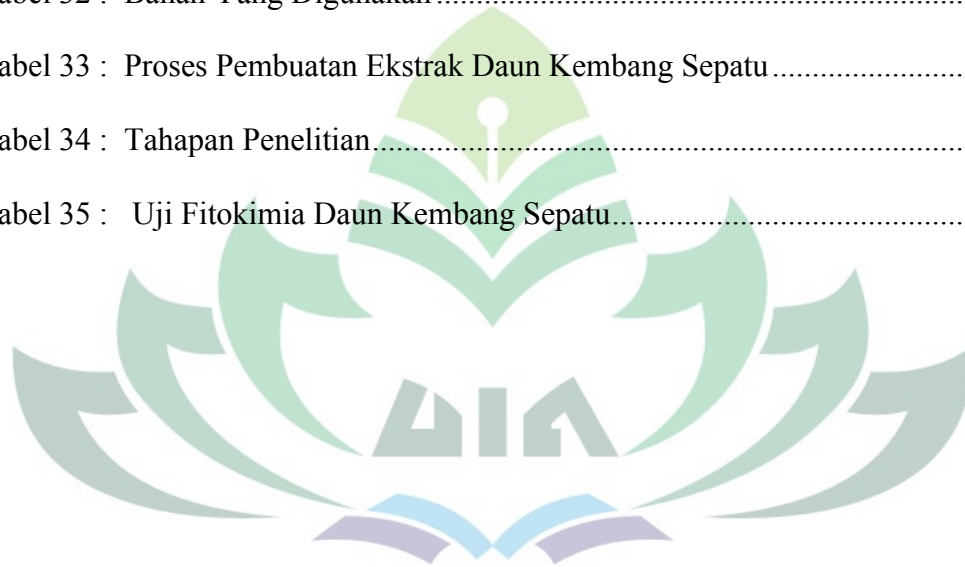 abel 32 : Bahan Yang Digunakan........................................................................
abel 33 : Proses Pembuatan Ekstrak Daun Kembang Sepatu........................
abel 34 : Tahapan Penelitian.............................................................................
abel 35 : Uji Fitokimia Daun Kembang Sepatu.............................................
UIN